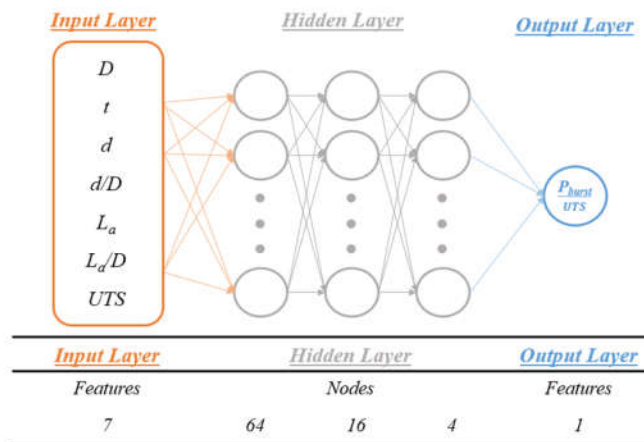 Input Layer Hidden Layer Output Layer
D
t
d
d/D
Lₐ
Lₐ/D
UTS
P_burst
UTS
Input Layer Hidden Layer Output Layer
Features Nodes Features
7 64 16 4 1